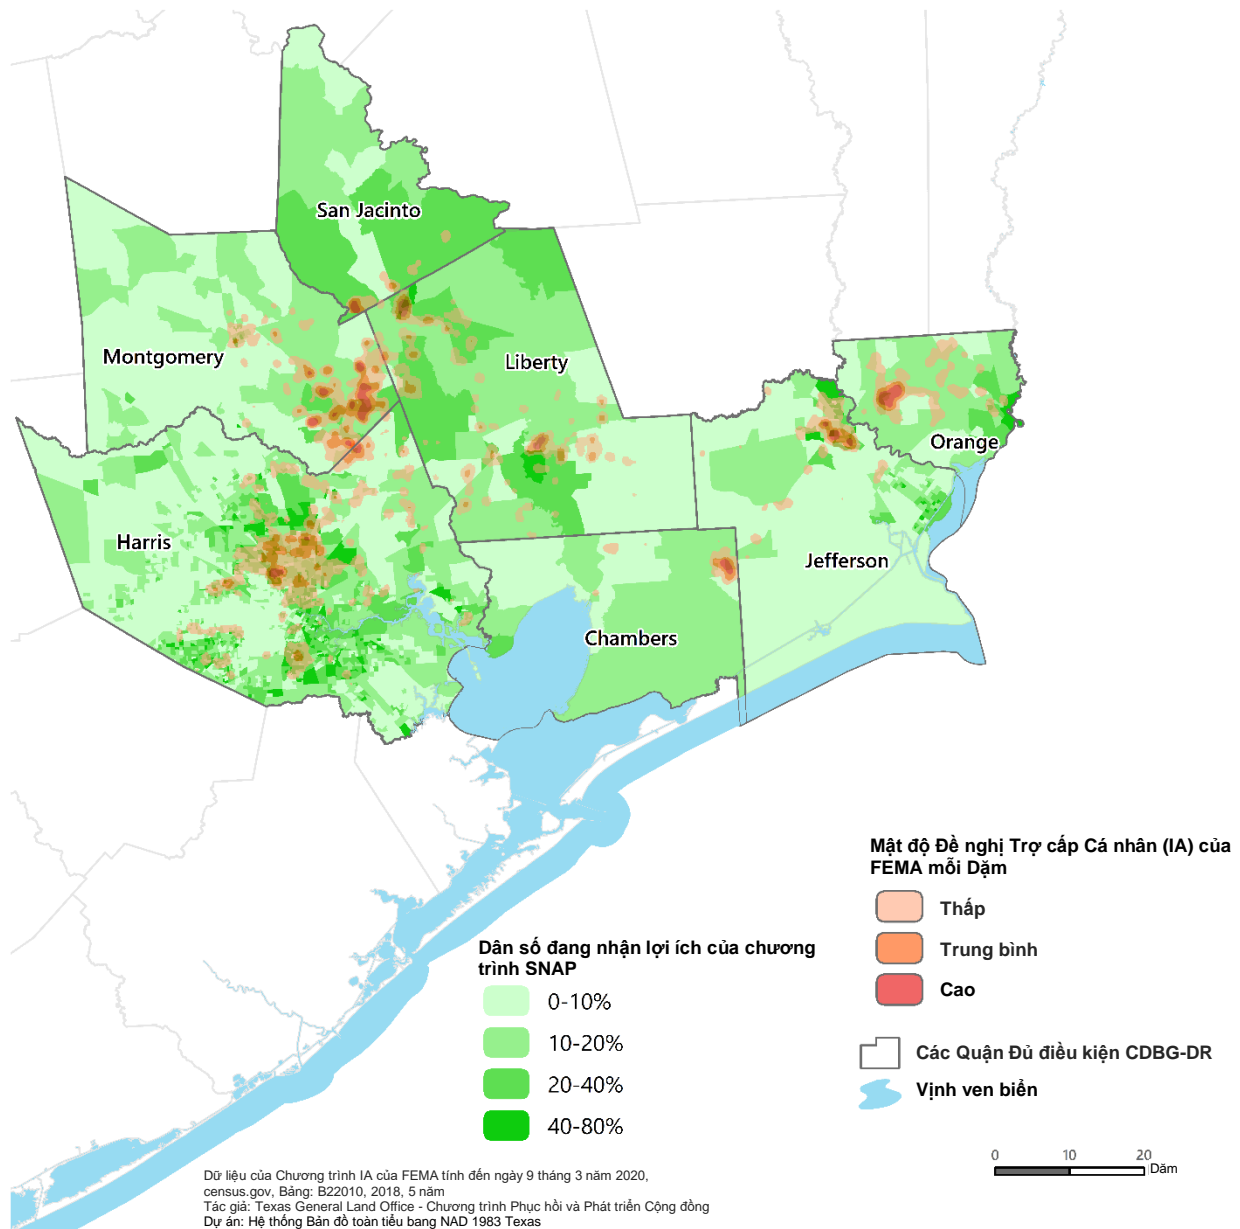 San Jacinto
Montgomery
Liberty
Orange
Harris
Jefferson
Chambers
Mật độ Đề nghị Trợ cấp Cá nhân (IA) của
FEMA mỗi Dặm
Thấp
Trung bình
Cao
Dân số đang nhận lợi ích của chương
trình SNAP
0-10%
10-20%
20-40%
40-80%
Các Quận Đủ điều kiện CDBG-DR
Vịnh ven biển
0 10 20
Dặm
Dữ liệu của Chương trình IA của FEMA tính đến ngày 9 tháng 3 năm 2020,
census.gov, Bảng: B22010, 2018, 5 năm
Tác giả: Texas General Land Office - Chương trình Phục hồi và Phát triển Cộng đồng
Dự án: Hệ thống Bản đồ toàn tiểu bang NAD 1983 Texas